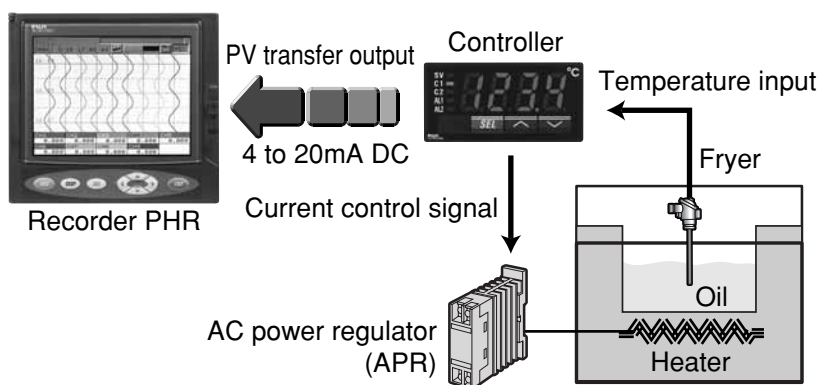 PV transfer output
4 to 20mA DC
Recorder PHR
Controller
SV
C1
C2
AL1
AL2
1234
°C
SEL
Temperature input
Fryer
Current control signal
AC power regulator
(APR)
Oil
Heater